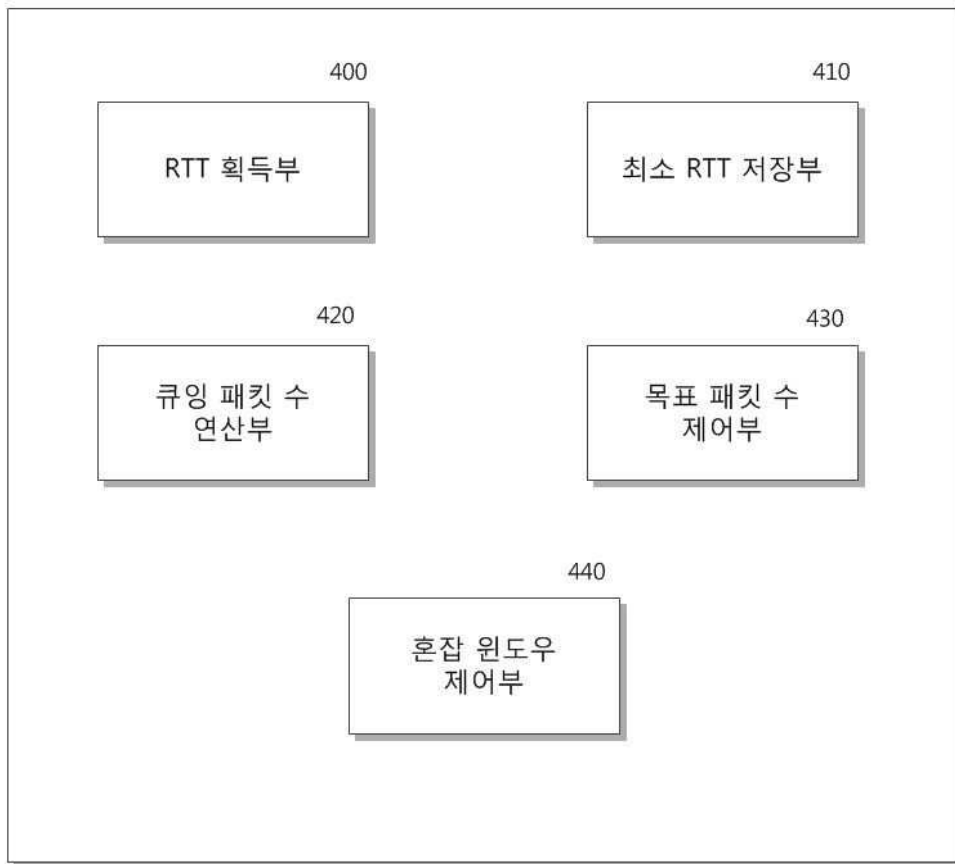 400
RTT 획득부
410
최소 RTT 저장부
420
큐잉 패킷 수
연산부
430
목표 패킷 수
제어부
440
혼잡 윈도우
제어부